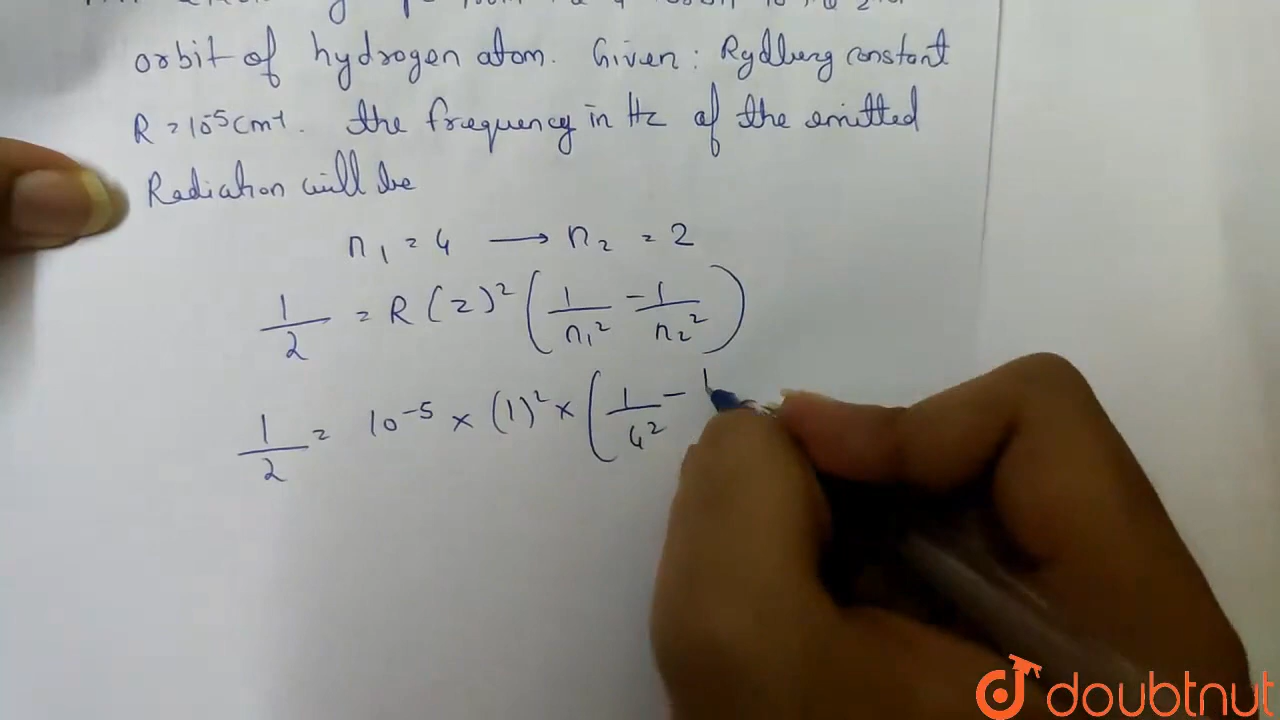 orbit of hydrogen atom. Given: Rydberg constant
R = 10⁻⁵ cm⁻¹. the frequency in Hz of the emitted
Radiation will be
n₁ = 4 → n₂ = 2
1/λ = R (z)² (1/n₁² - 1/n₂²)
1/λ = 10⁻⁵ × (1)² × (1/4² - 1
doubtnut